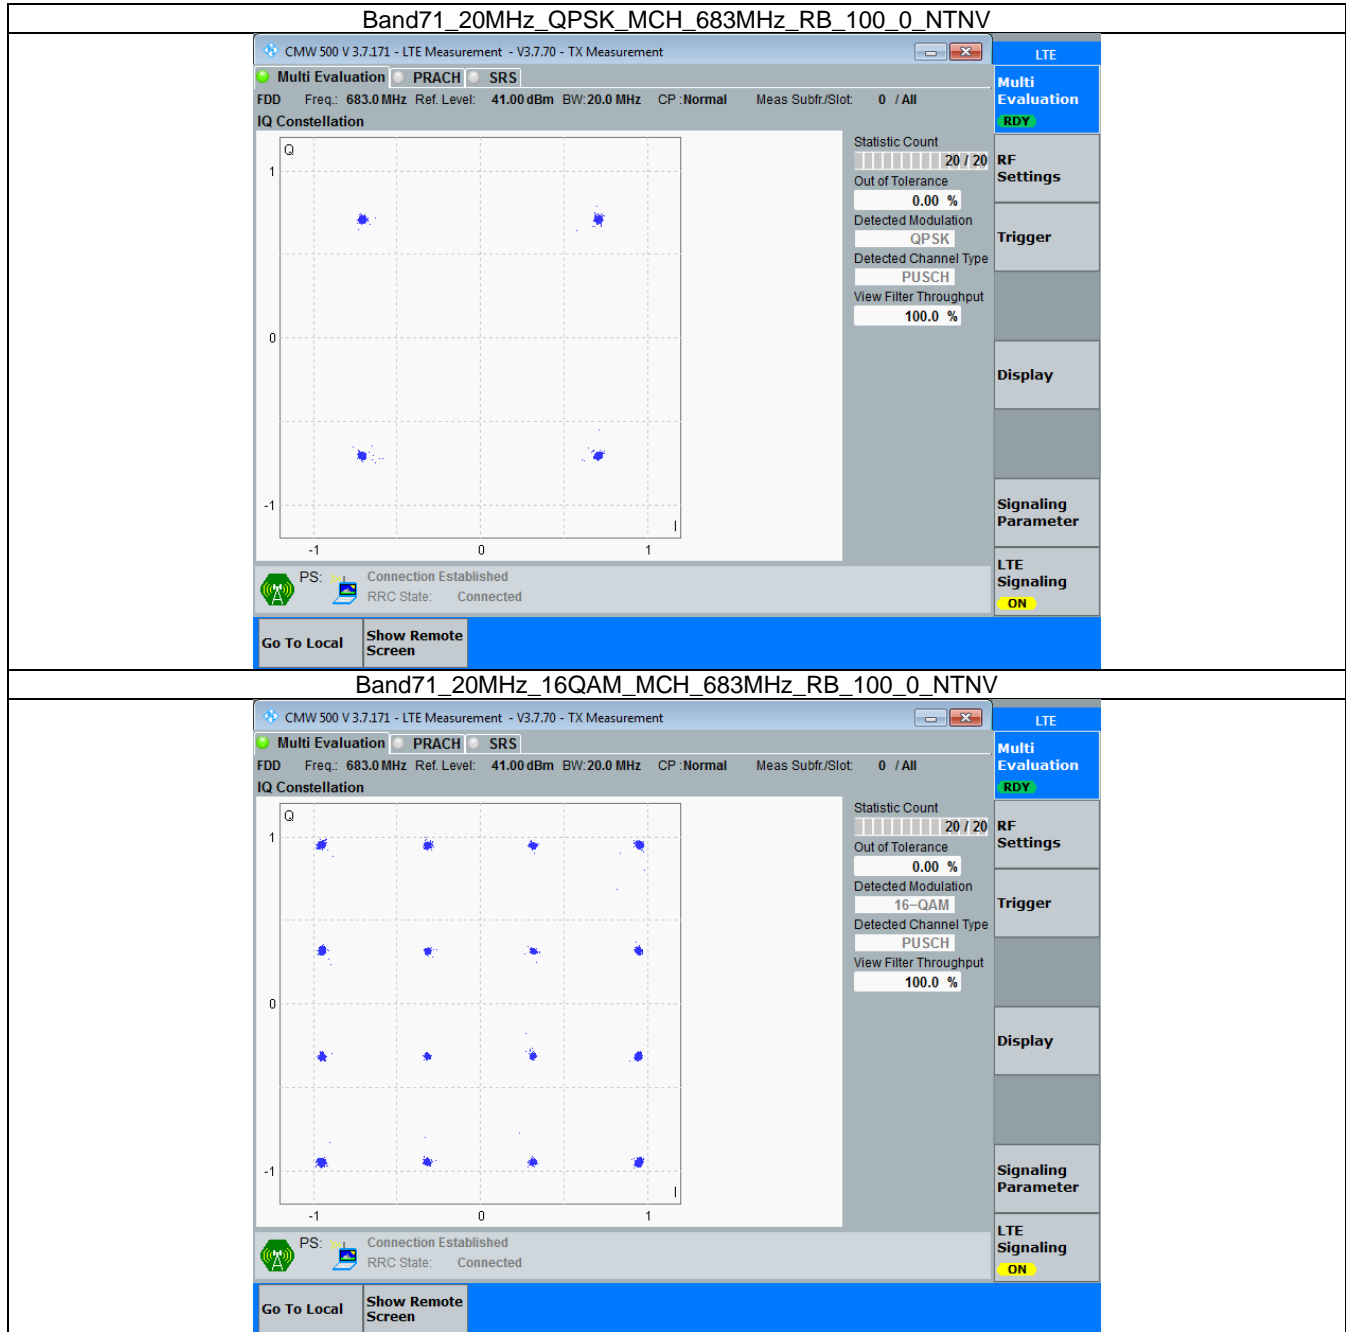 Band71_20MHz_QPSK_MCH_683MHz_RB_100_0_NTNV
CMW 500 V 3.7.171 - LTE Measurement - V3.7.70 - TX Measurement
LTE
Multi Evaluation PRACH SRS
FDD Freq.: 683.0 MHz Ref. Level: 41.00 dBm BW: 20.0 MHz CP : Normal Meas Subfr./Slot: 0 / All
IQ Constellation
Q
1
0
-1
-1 0 1
I
Statistic Count
20 / 20
Out of Tolerance
0.00 %
Detected Modulation
QPSK
Detected Channel Type
PUSCH
View Filter Throughput
100.0 %
Multi
Evaluation
RDY
RF
Settings
Trigger
Display
Signaling
Parameter
LTE
Signaling
ON
PS: Connection Established
RRC State: Connected
Go To Local
Show Remote
Screen
Band71_20MHz_16QAM_MCH_683MHz_RB_100_0_NTNV
CMW 500 V 3.7.171 - LTE Measurement - V3.7.70 - TX Measurement
LTE
Multi Evaluation PRACH SRS
FDD Freq.: 683.0 MHz Ref. Level: 41.00 dBm BW: 20.0 MHz CP : Normal Meas Subfr./Slot: 0 / All
IQ Constellation
Q
1
0
-1
-1 0 1
I
Statistic Count
20 / 20
Out of Tolerance
0.00 %
Detected Modulation
16-QAM
Detected Channel Type
PUSCH
View Filter Throughput
100.0 %
Multi
Evaluation
RDY
RF
Settings
Trigger
Display
Signaling
Parameter
LTE
Signaling
ON
PS: Connection Established
RRC State: Connected
Go To Local
Show Remote
Screen